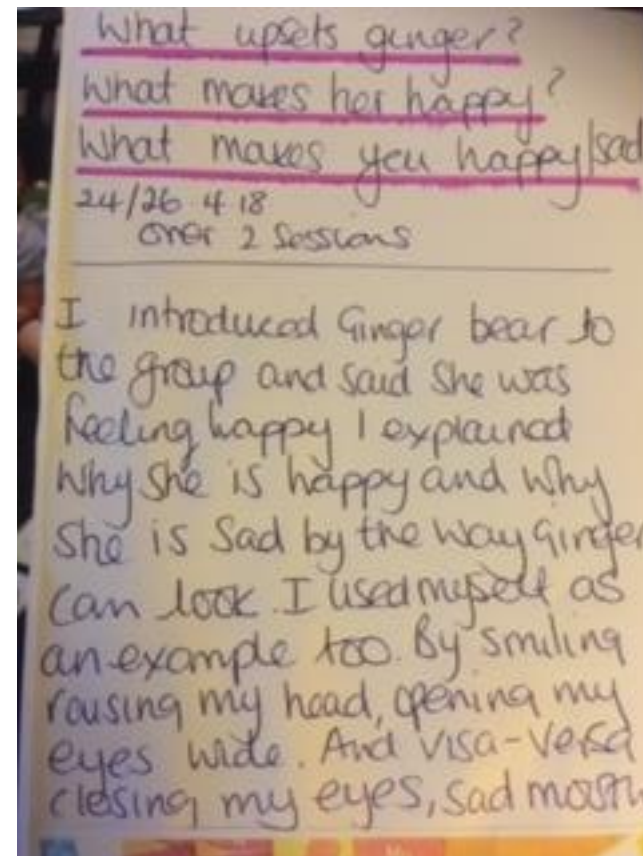 What upsets ginger?
What makes her happy?
What makes you happy/sad
24/26 4 18
over 2 sessions
I introduced Ginger bear to
the group and said she was
feeling happy I explained
why she is happy and why
she is sad by the way Ginger
can look. I used myself as
an example too. By smiling
rousing my head, opening my
eyes wide. And visa-versa
closing my eyes, sad mouth